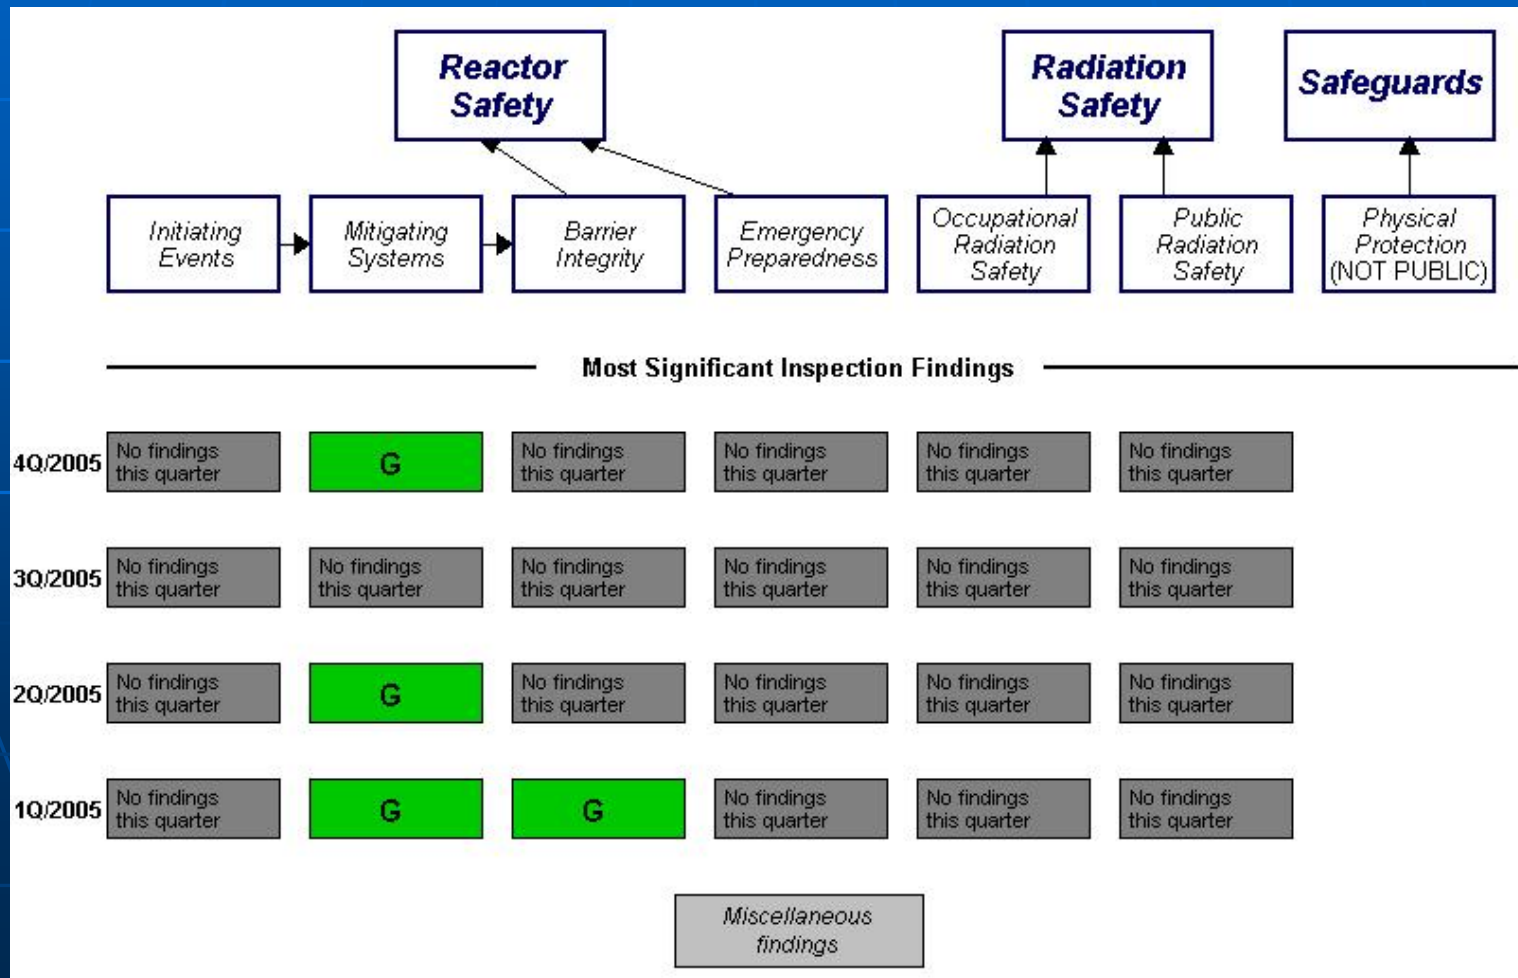 Reactor
Safety
Radiation
Safety
Safeguards
Initiating
Events
Mitigating
Systems
Barrier
Integrity
Emergency
Preparedness
Occupational
Radiation
Safety
Public
Radiation
Safety
Physical
Protection
(NOT PUBLIC)
Most Significant Inspection Findings
4Q/2005
No findings
this quarter
G
No findings
this quarter
No findings
this quarter
No findings
this quarter
No findings
this quarter
3Q/2005
No findings
this quarter
No findings
this quarter
No findings
this quarter
No findings
this quarter
No findings
this quarter
No findings
this quarter
2Q/2005
No findings
this quarter
G
No findings
this quarter
No findings
this quarter
No findings
this quarter
No findings
this quarter
1Q/2005
No findings
this quarter
G
G
No findings
this quarter
No findings
this quarter
No findings
this quarter
Miscellaneous
findings